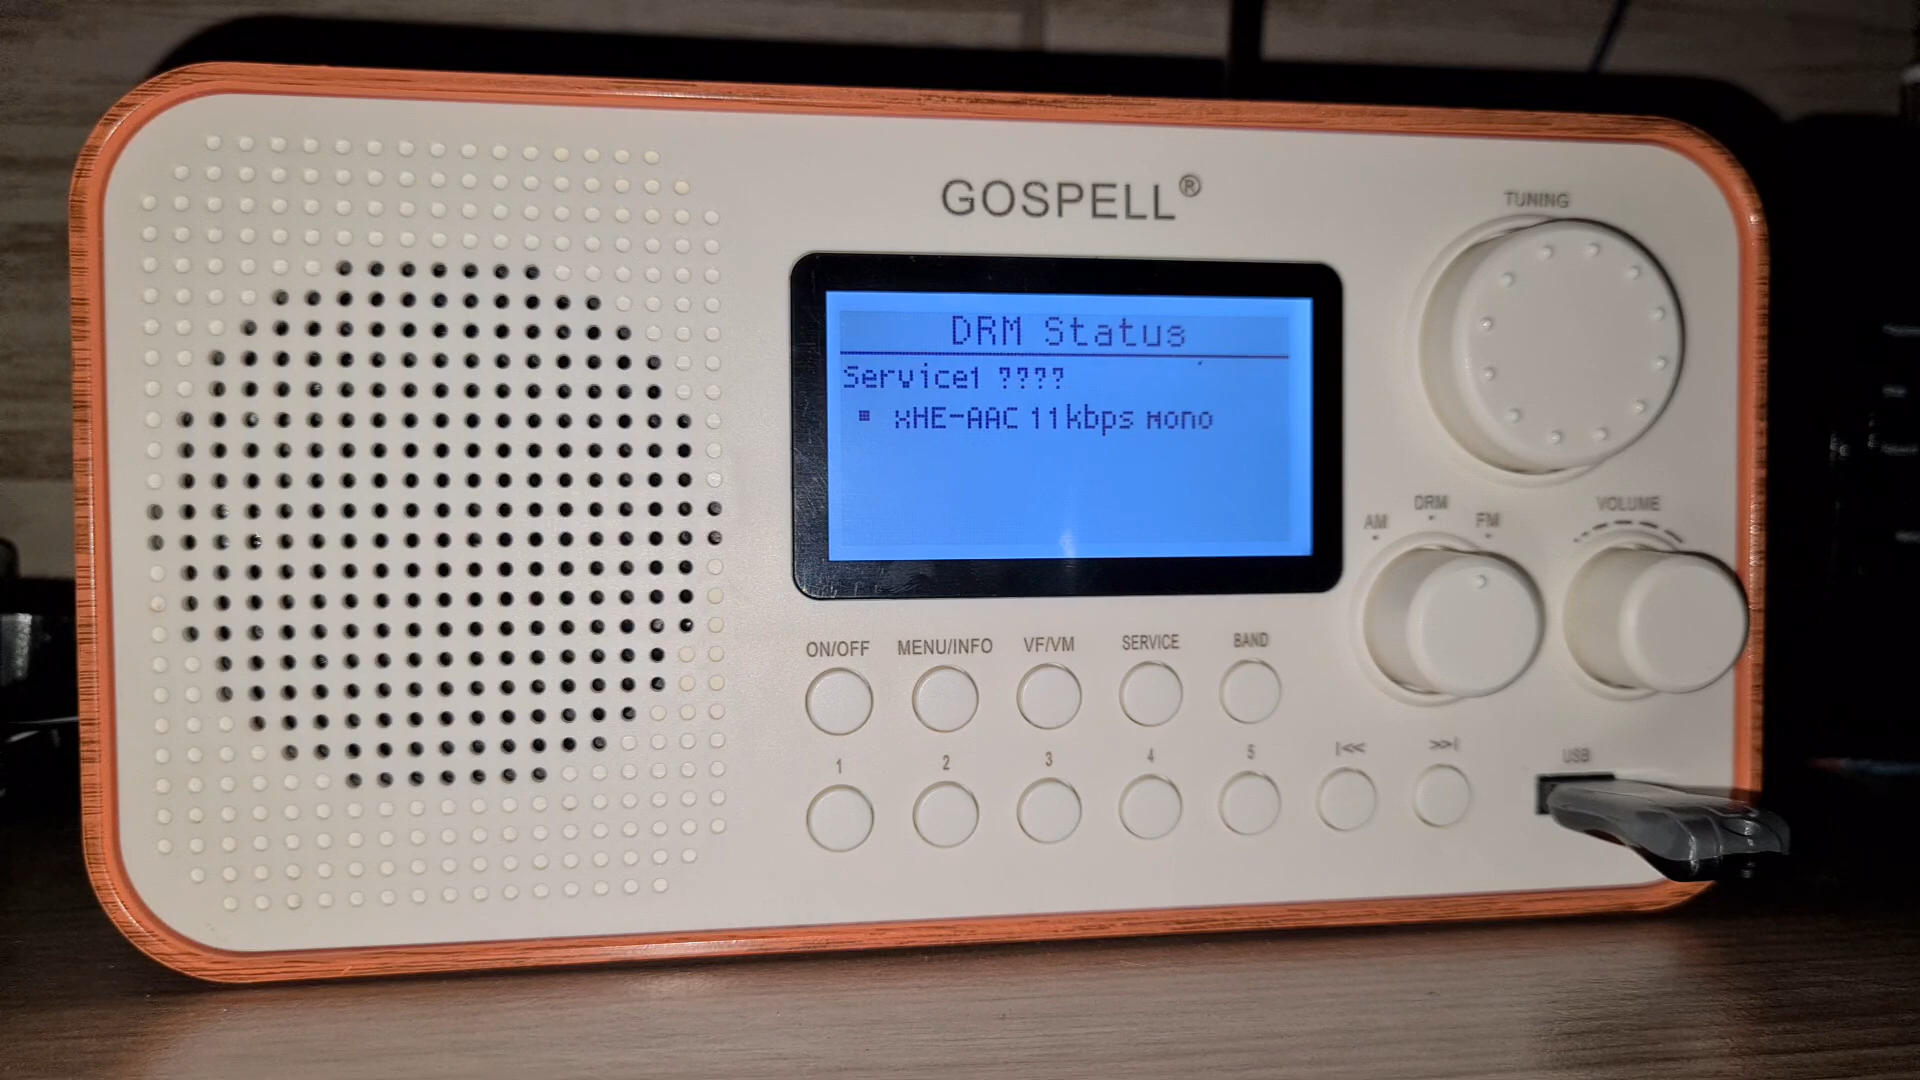 GOSPELL®
TUNING
DRM Status
Service1 ????
xHE-AAC 11kbps mono
AM
DRM
FM
VOLUME
ON/OFF
MENU/INFO
VF/VM
SERVICE
BAND
1
2
3
4
5
|<<
>>|
USB